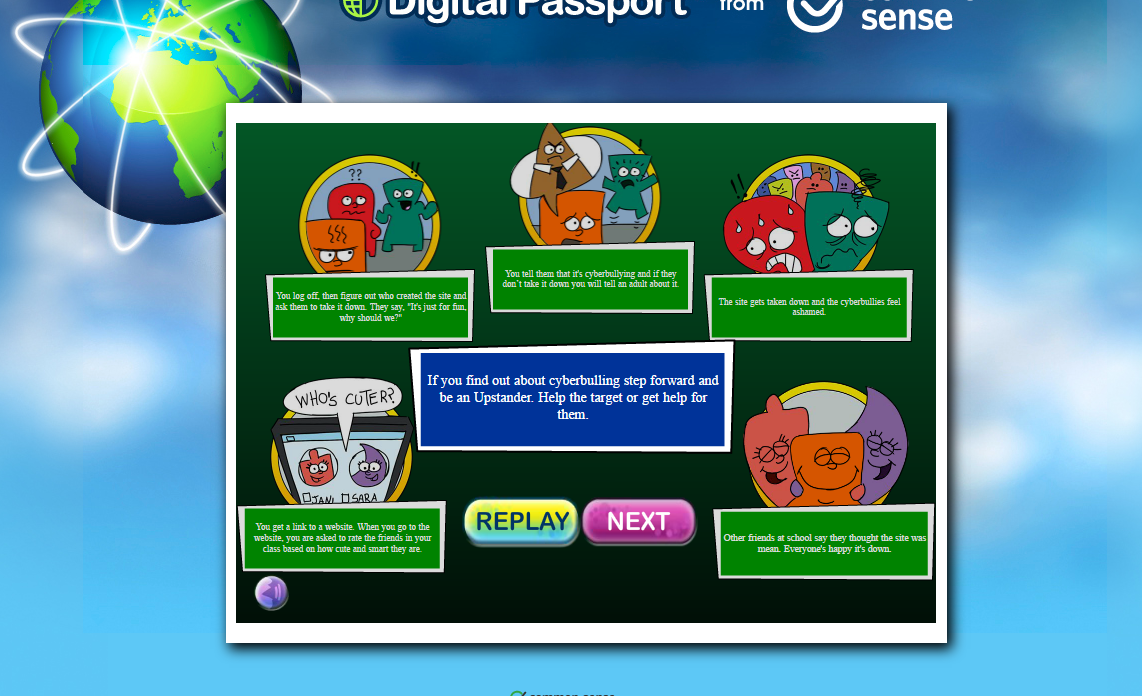 Digital Passport
from
sense
??
!!
!
!!
You tell them that it's cyberbullying and if they
don't take it down you will tell an adult about it.
You log off, then figure out who created the site and
ask them to take it down. They say, "It's just for fun,
why should we?"
The site gets taken down and the cyberbullies feel
ashamed.
If you find out about cyberbulling step forward and
be an Upstander. Help the target or get help for
them.
WHO'S CUTER?
JANI SARA
You get a link to a website. When you go to the
website, you are asked to rate the friends in your
class based on how cute and smart they are.
REPLAY
NEXT
Other friends at school say they thought the site was
mean. Everyone's happy it's down.
common sense